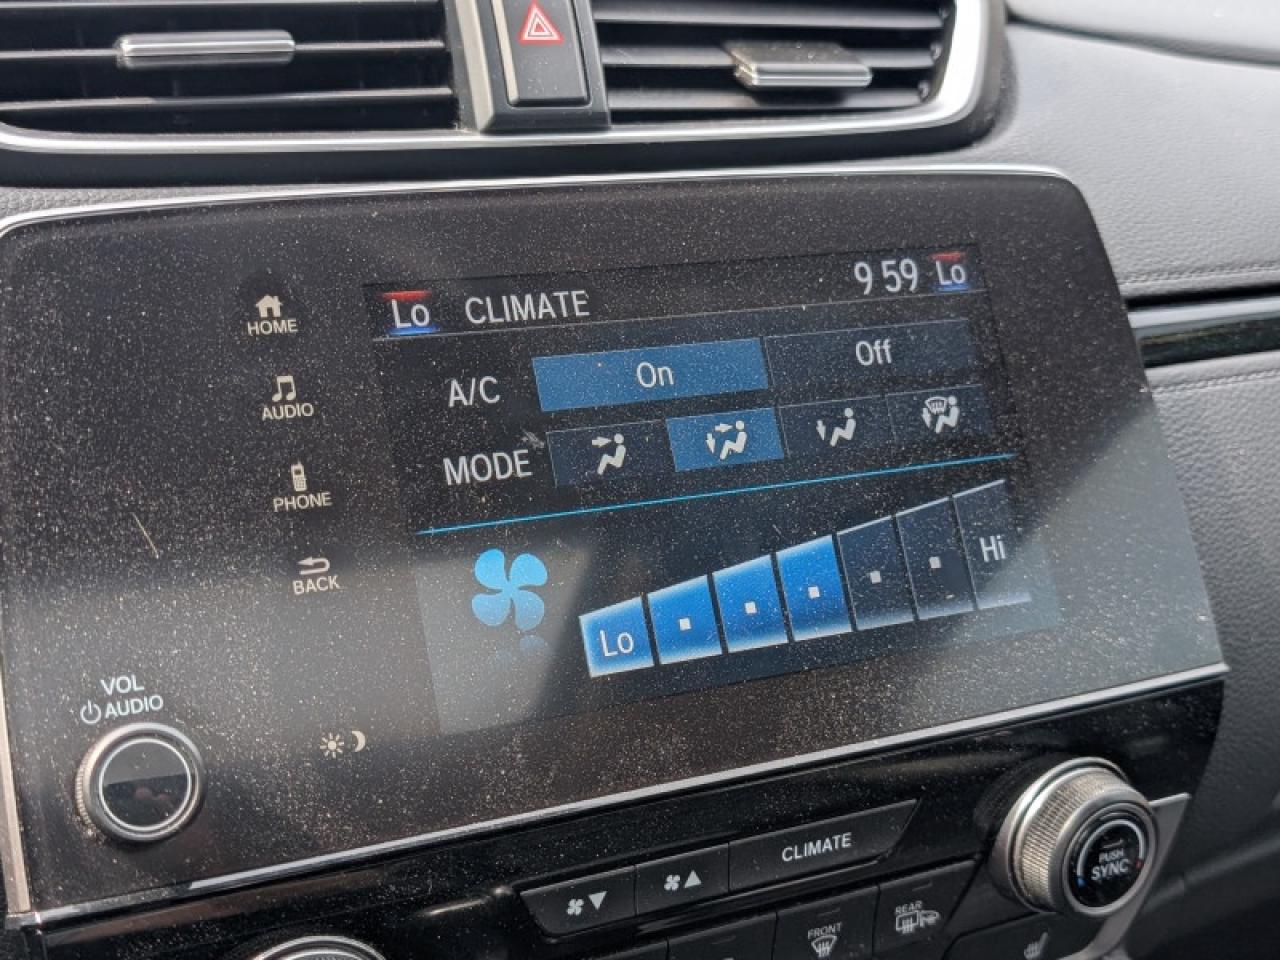 Lo CLIMATE 9 59 Lo
HOME
A/C On Off
AUDIO
MODE
PHONE
BACK
Lo Hi
VOL
AUDIO
CLIMATE
PUSH
SYNC
FRONT
REAR